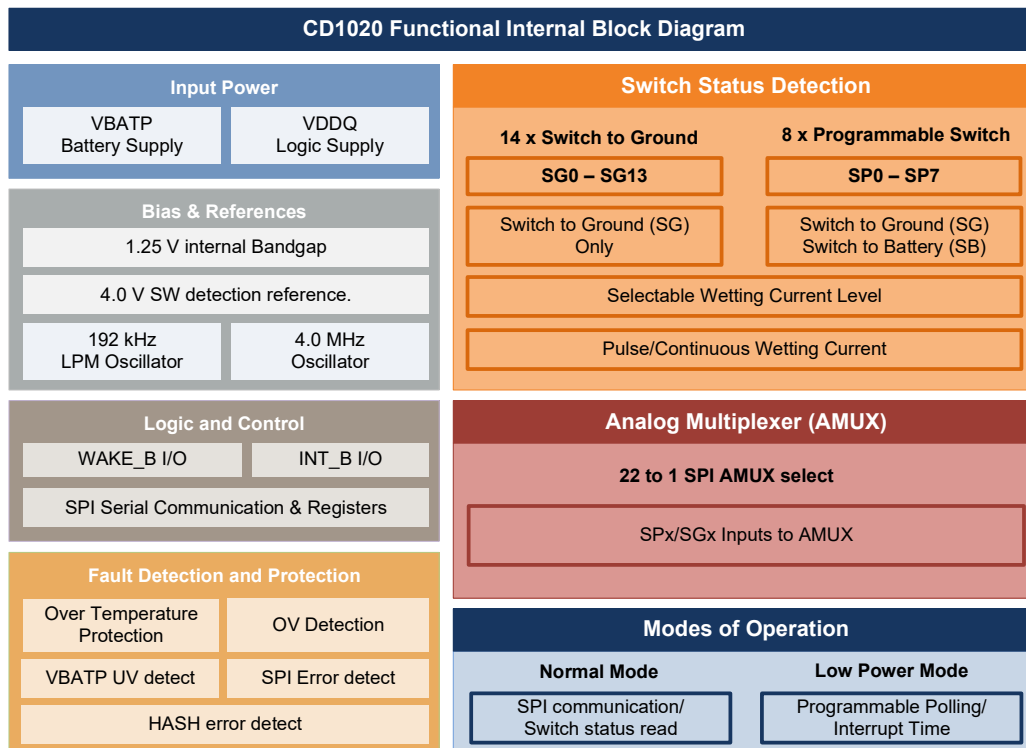 CD1020 Functional Internal Block Diagram
Input Power
VBATP
Battery Supply
VDDQ
Logic Supply
Bias & References
1.25 V internal Bandgap
4.0 V SW detection reference.
192 kHz
LPM Oscillator
4.0 MHz
Oscillator
Logic and Control
WAKE_B I/O
INT_B I/O
SPI Serial Communication & Registers
Fault Detection and Protection
Over Temperature
Protection
OV Detection
VBATP UV detect
SPI Error detect
HASH error detect
Switch Status Detection
14 x Switch to Ground
8 x Programmable Switch
SG0 – SG13
SP0 – SP7
Switch to Ground (SG)
Only
Switch to Ground (SG)
Switch to Battery (SB)
Selectable Wetting Current Level
Pulse/Continuous Wetting Current
Analog Multiplexer (AMUX)
22 to 1 SPI AMUX select
SPx/SGx Inputs to AMUX
Modes of Operation
Normal Mode
Low Power Mode
SPI communication/
Switch status read
Programmable Polling/
Interrupt Time